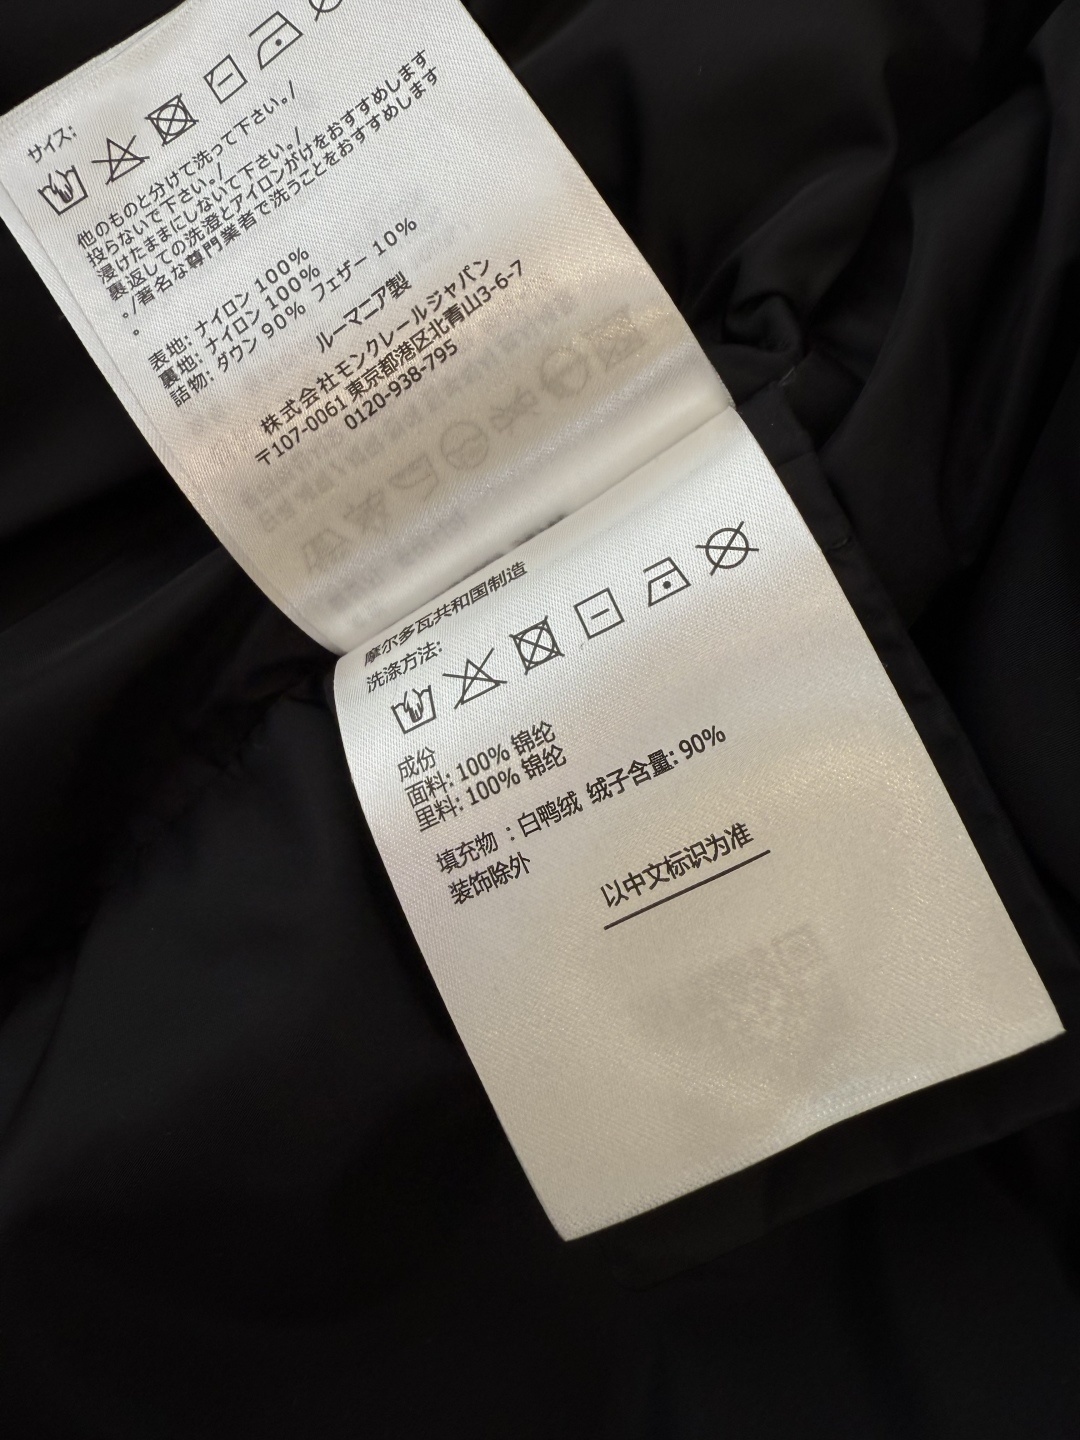 サイズ:
他のものと分けて洗って下さい。/
投らないで下さい。/
浸けたままにしないで下さい。/
裏返しての洗澄とアイロンがけをおすすめします
。/著名な尊門業者で洗うことをおすすめします
。
表地: ナイロン 100%
裏地: ナイロン 100%
詰物: ダウン 90% フェザー 10%
ルーマニア製
株式会社モンクレールジャパン
〒107-0061 東京都港区北青山3-6-7
0120-938-795
摩尔多瓦共和国制造
洗涤方法:
成份
面料: 100% 锦纶
里料: 100% 锦纶
填充物 : 白鸭绒 绒子含量: 90%
装饰除外
以中文标识为准